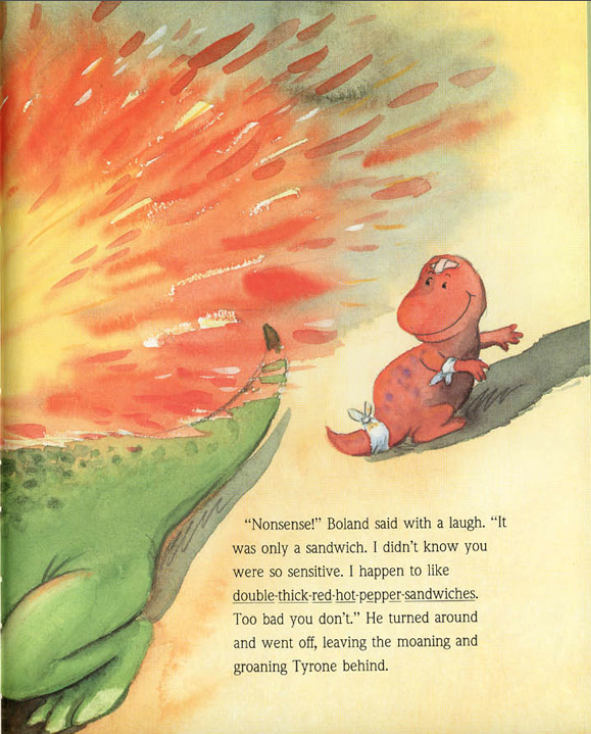 “Nonsense!” Boland said with a laugh. “It
was only a sandwich. I didn’t know you
were so sensitive. I happen to like
double-thick-red-hot-pepper-sandwiches.
Too bad you don’t.” He turned around
and went off, leaving the moaning and
groaning Tyrone behind.